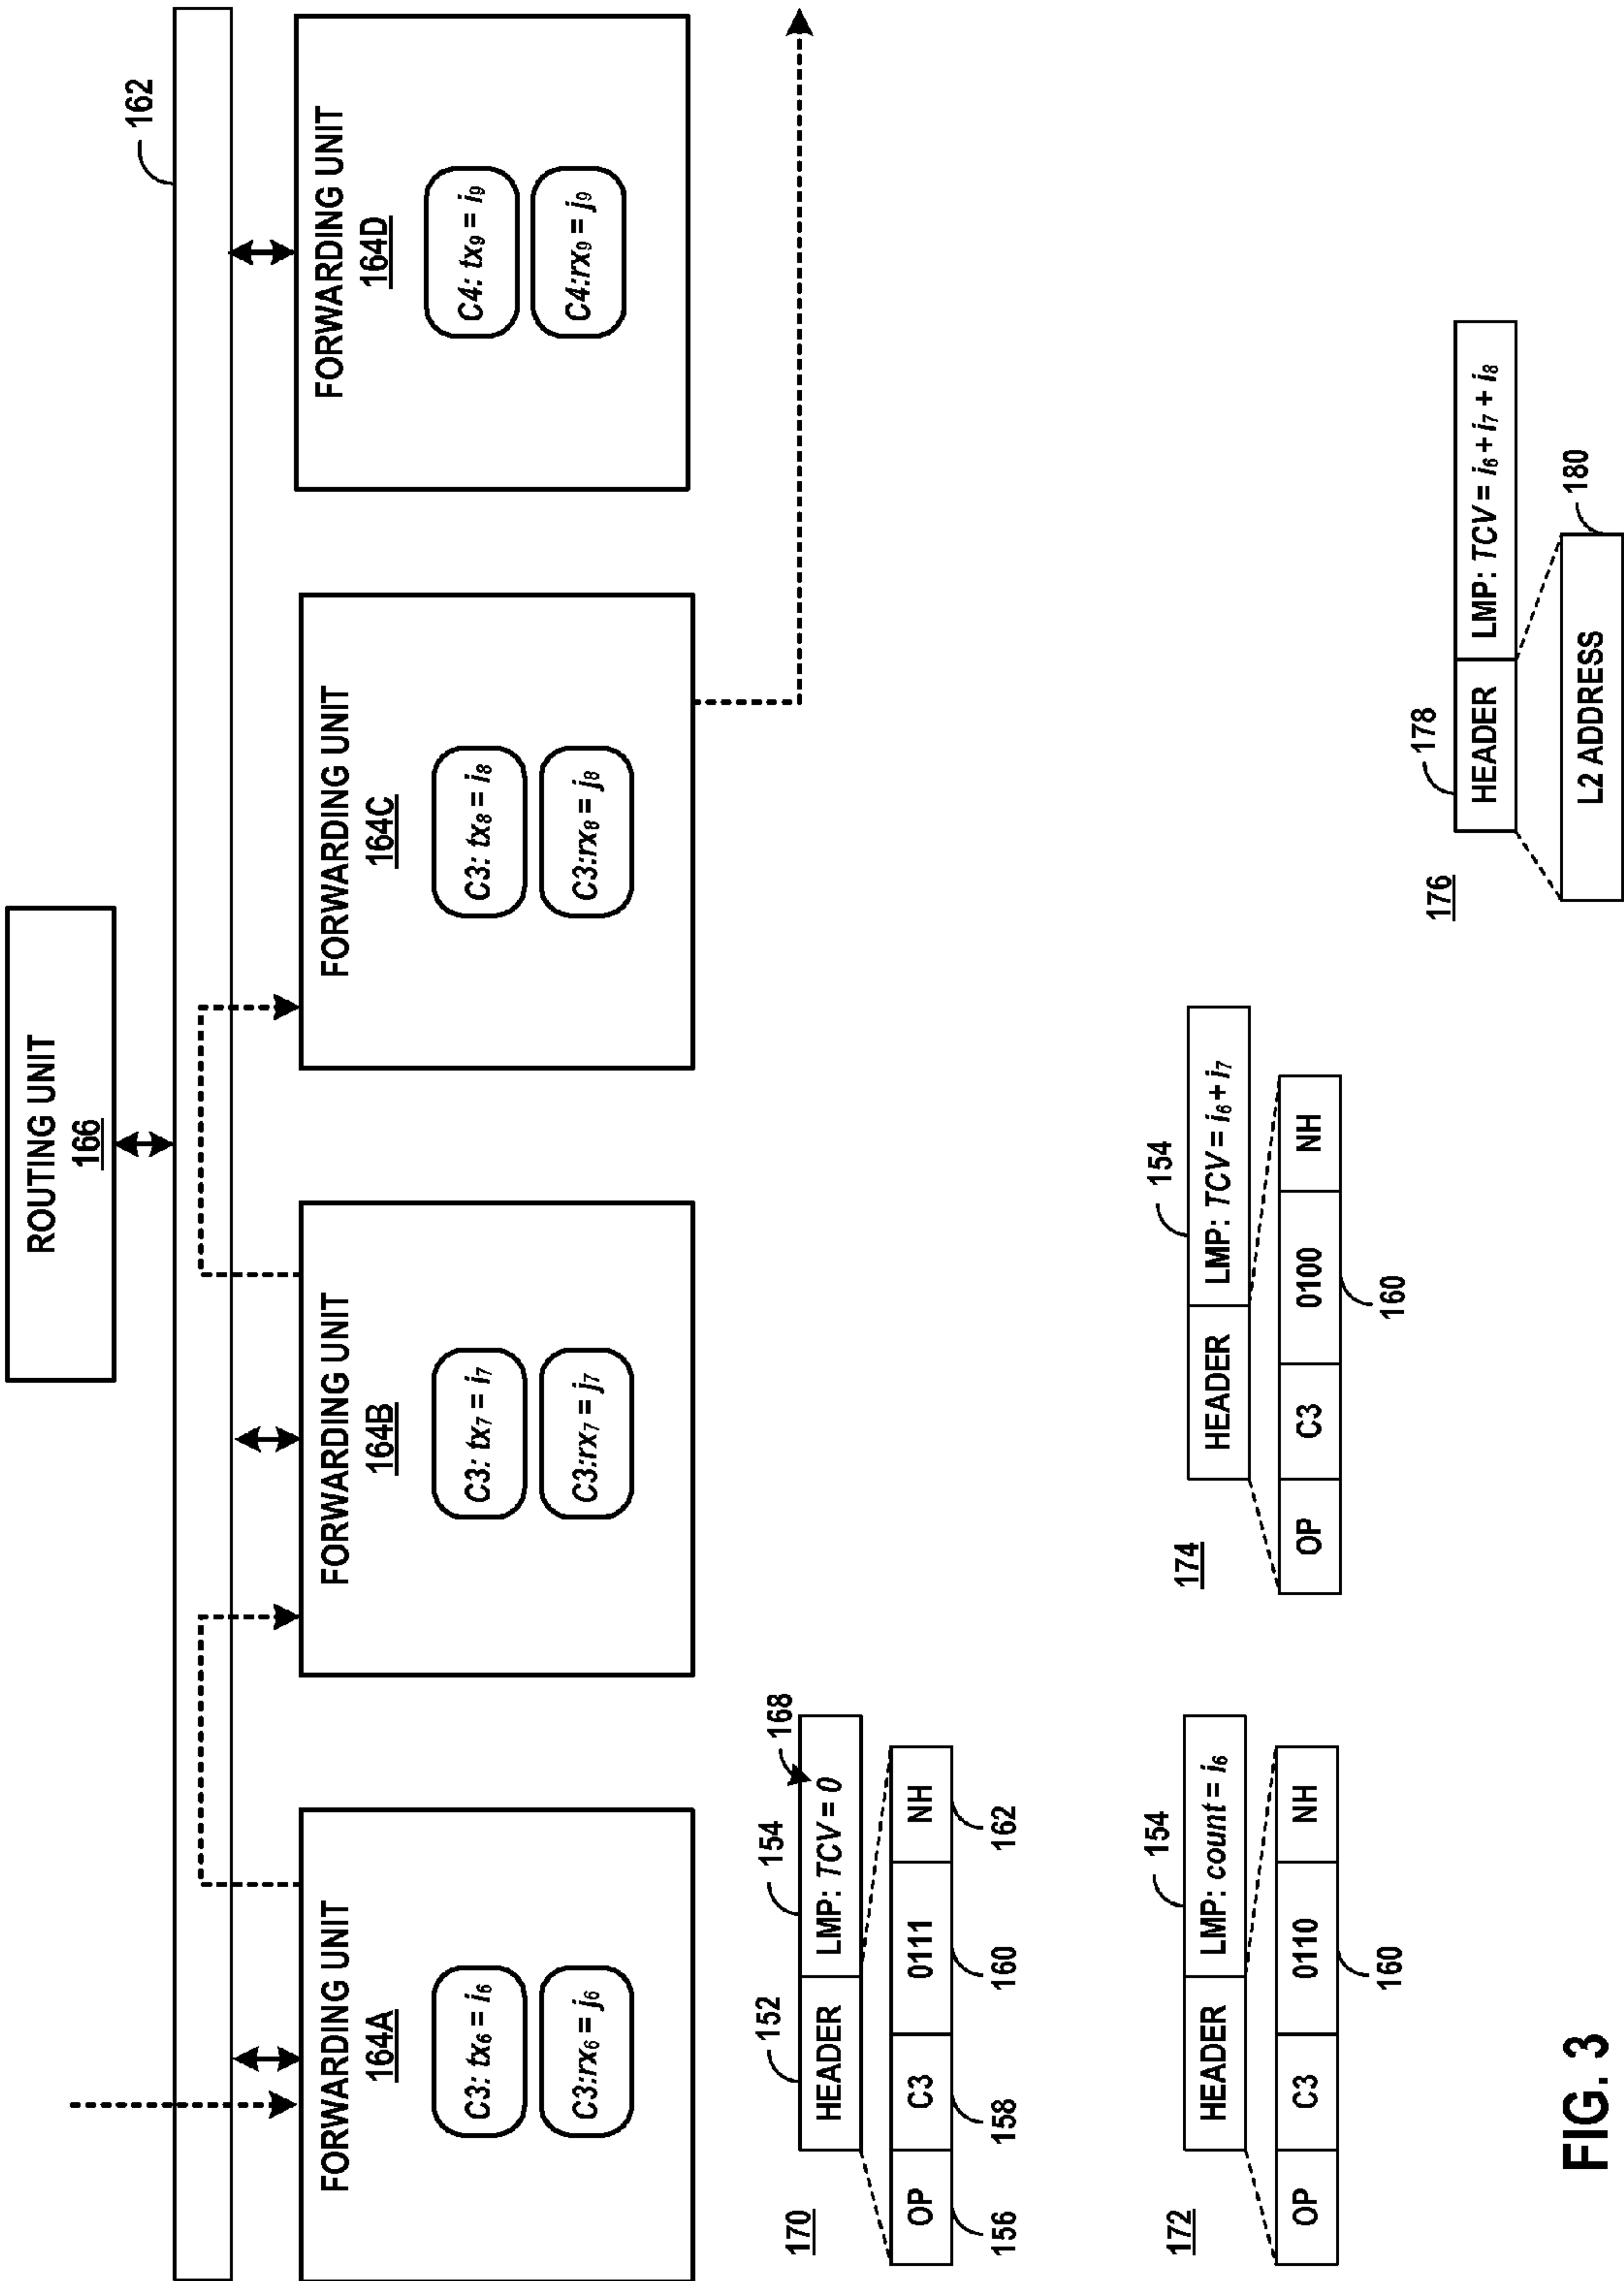 ROUTING UNIT
166
162
FORWARDING UNIT
164A
C3: tx₆ = i₆
C3:rx₆ = j₆
FORWARDING UNIT
164B
C3: tx₇ = i₇
C3:rx₇ = j₇
FORWARDING UNIT
164C
C3: tx₈ = i₈
C3:rx₈ = j₈
FORWARDING UNIT
164D
C4: tx₉ = i₉
C4:rx₉ = j₉
170
152
154
168
HEADER
LMP: TCV = 0
OP
C3
0111
NH
156
158
160
162
172
154
HEADER
LMP: count = i₆
OP
C3
0110
NH
160
174
154
HEADER
LMP: TCV = i₆ + i₇
OP
C3
0100
NH
160
176
178
HEADER
LMP: TCV = i₆ + i₇ + i₈
L2 ADDRESS
180
FIG. 3